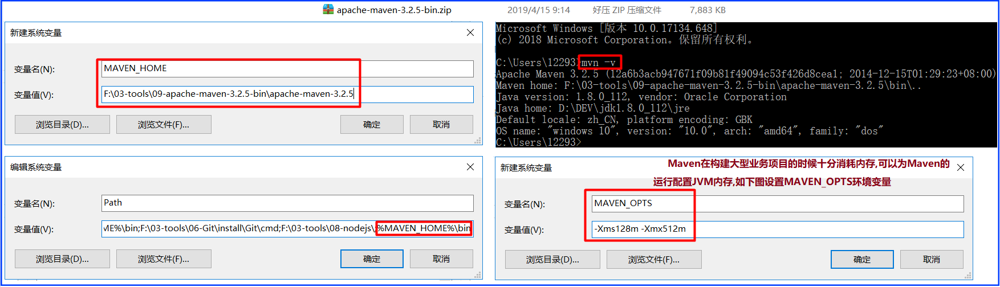 apache-maven-3.2.5-bin.zip 2019/4/15 9:14 好压 ZIP 压缩文件 7,883 KB
新建系统变量
变量名(N): MAVEN_HOME
变量值(V): F:\03-tools\09-apache-maven-3.2.5-bin\apache-maven-3.2.5
浏览目录(D)... 浏览文件(F)... 确定 取消
Microsoft Windows [版本 10.0.17134.648]
(c) 2018 Microsoft Corporation。保留所有权利。
C:\Users\12293>mvn -v
Apache Maven 3.2.5 (12a6b3acb947671f09b81f49094c53f426d8cea1; 2014-12-15T01:29:23+08:00)
Maven home: F:\03-tools\09-apache-maven-3.2.5-bin\apache-maven-3.2.5\bin\..
Java version: 1.8.0_112, vendor: Oracle Corporation
Java home: D:\DEV\jdk1.8.0_112\jre
Default locale: zh_CN, platform encoding: GBK
OS name: "windows 10", version: "10.0", arch: "amd64", family: "dos"
C:\Users\12293>
编辑系统变量
变量名(N): Path
变量值(V): ME%\bin;F:\03-tools\06-Git\install\Git\cmd;F:\03-tools\08-nodejs\;%MAVEN_HOME%\bin
浏览目录(D)... 浏览文件(F)... 确定 取消
新建系统变量
Maven在构建大型业务项目的时候十分消耗内存,可以为Maven的
运行配置JVM内存,如下图设置MAVEN_OPTS环境变量
变量名(N): MAVEN_OPTS
变量值(V): -Xms128m -Xmx512m
浏览目录(D)... 浏览文件(F)... 确定 取消